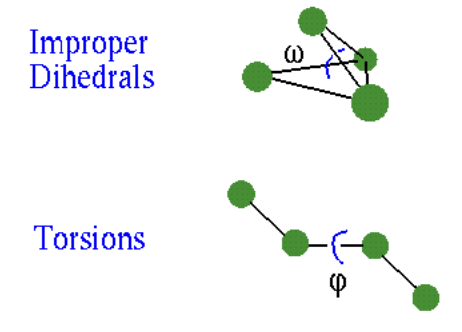 Improper
Dihedrals
ω
Torsions
φ